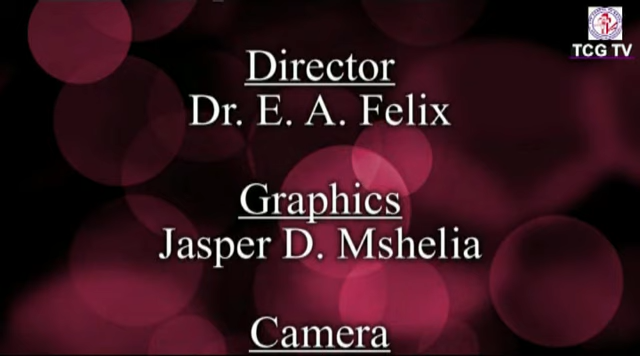 TCG TV
Director
Dr. E. A. Felix
Graphics
Jasper D. Mshelia
Camera